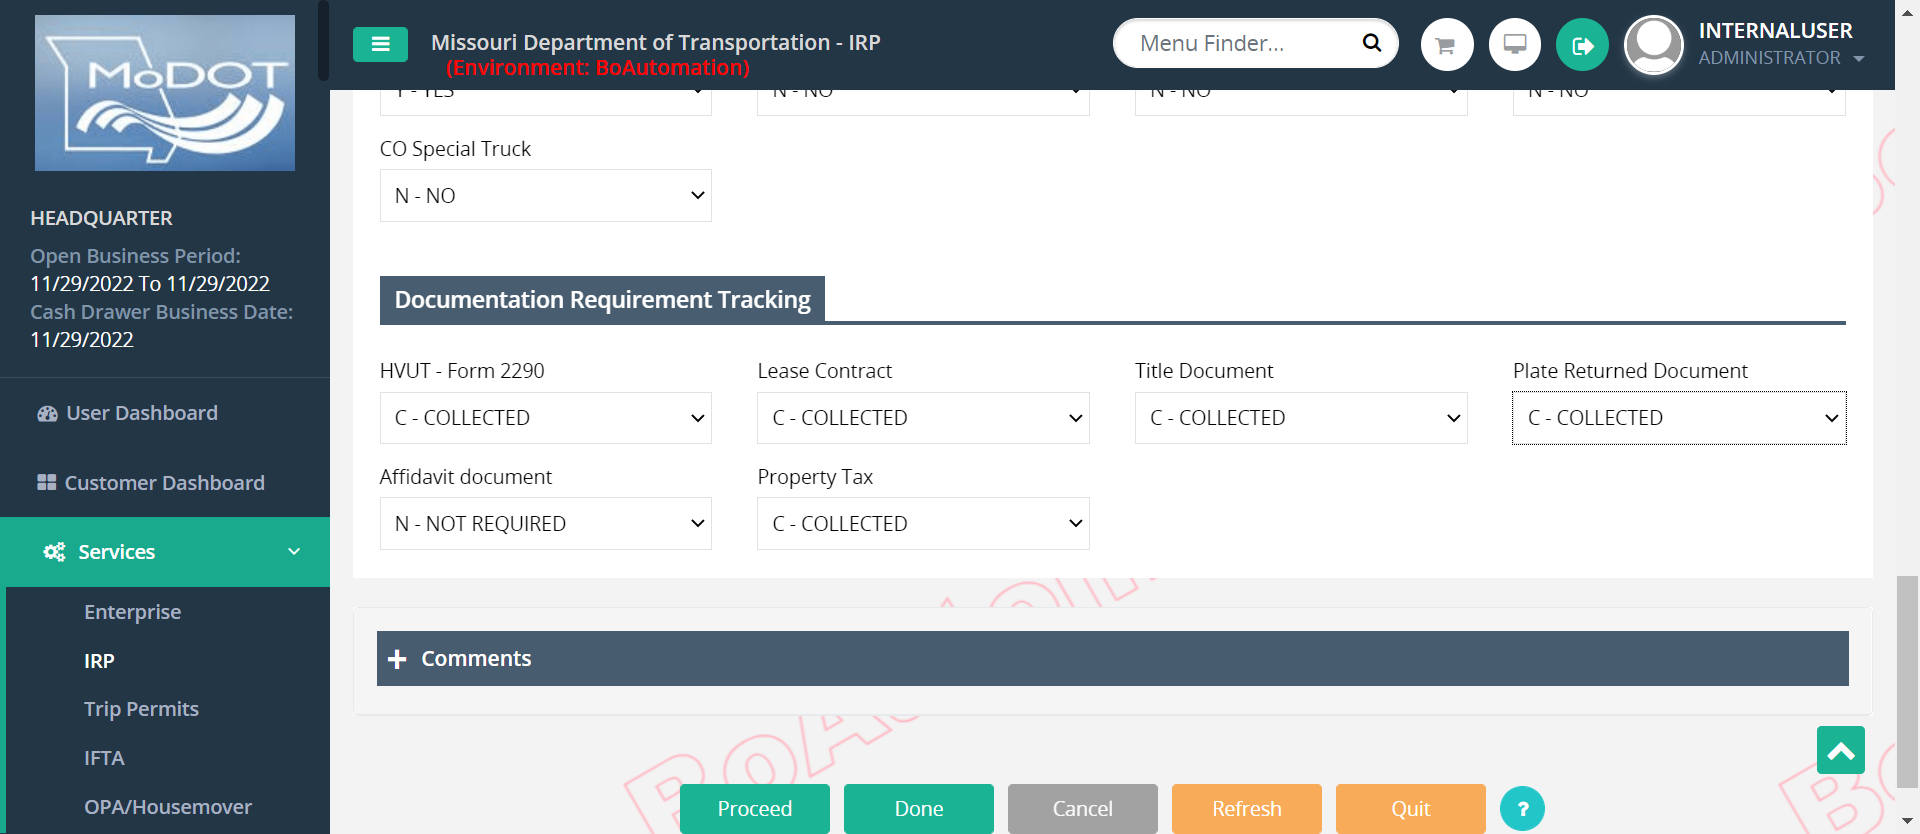 MoDOT
Missouri Department of Transportation - IRP
(Environment: BoAutomation)
Menu Finder...
INTERNALUSER
ADMINISTRATOR
HEADQUARTER
Open Business Period:
11/29/2022 To 11/29/2022
Cash Drawer Business Date:
11/29/2022
User Dashboard
Customer Dashboard
Services
Enterprise
IRP
Trip Permits
IFTA
OPA/Housemover
Y - YES
N - NO
N - NO
N - NO
CO Special Truck
N - NO
Documentation Requirement Tracking
HVUT - Form 2290
Lease Contract
Title Document
Plate Returned Document
C - COLLECTED
C - COLLECTED
C - COLLECTED
C - COLLECTED
Affidavit document
Property Tax
N - NOT REQUIRED
C - COLLECTED
Comments
Proceed
Done
Cancel
Refresh
Quit
?